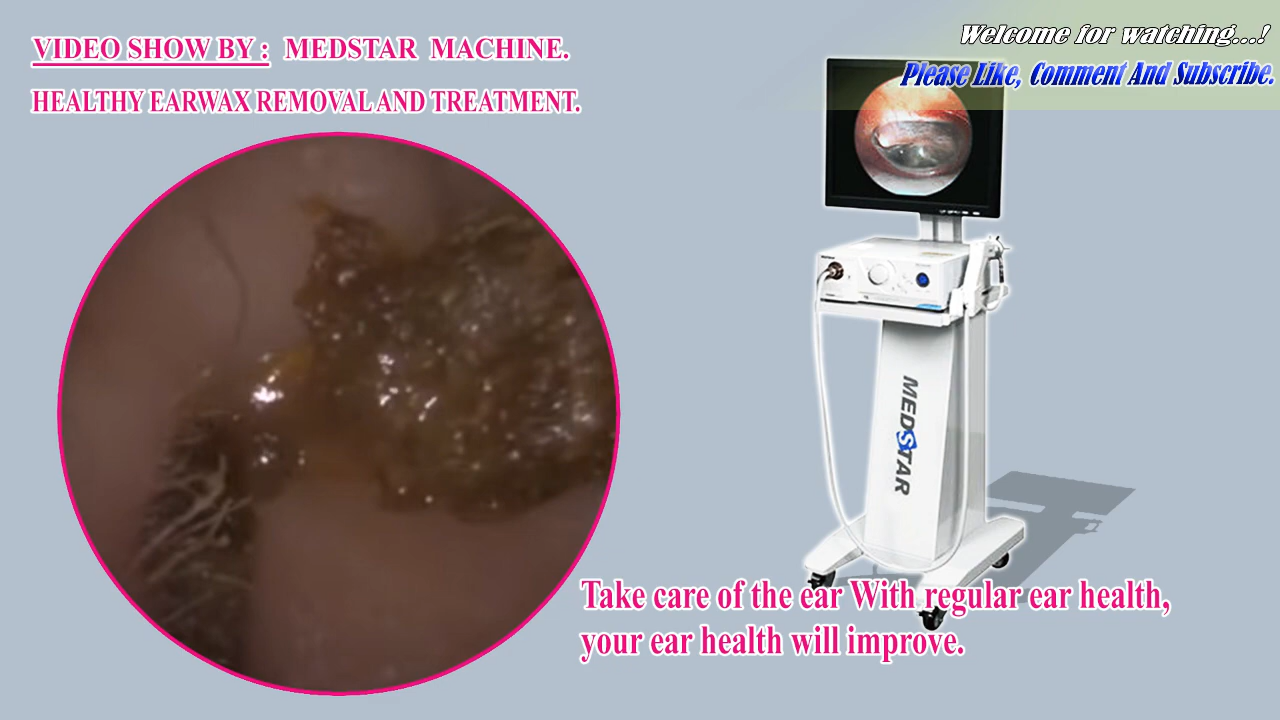 VIDEO SHOW BY : MEDSTAR MACHINE.
HEALTHY EARWAX REMOVAL AND TREATMENT.
Welcome for watching...!
Please Like, Comment And Subscribe.
MEDSTAR
Take care of the ear With regular ear health,
your ear health will improve.